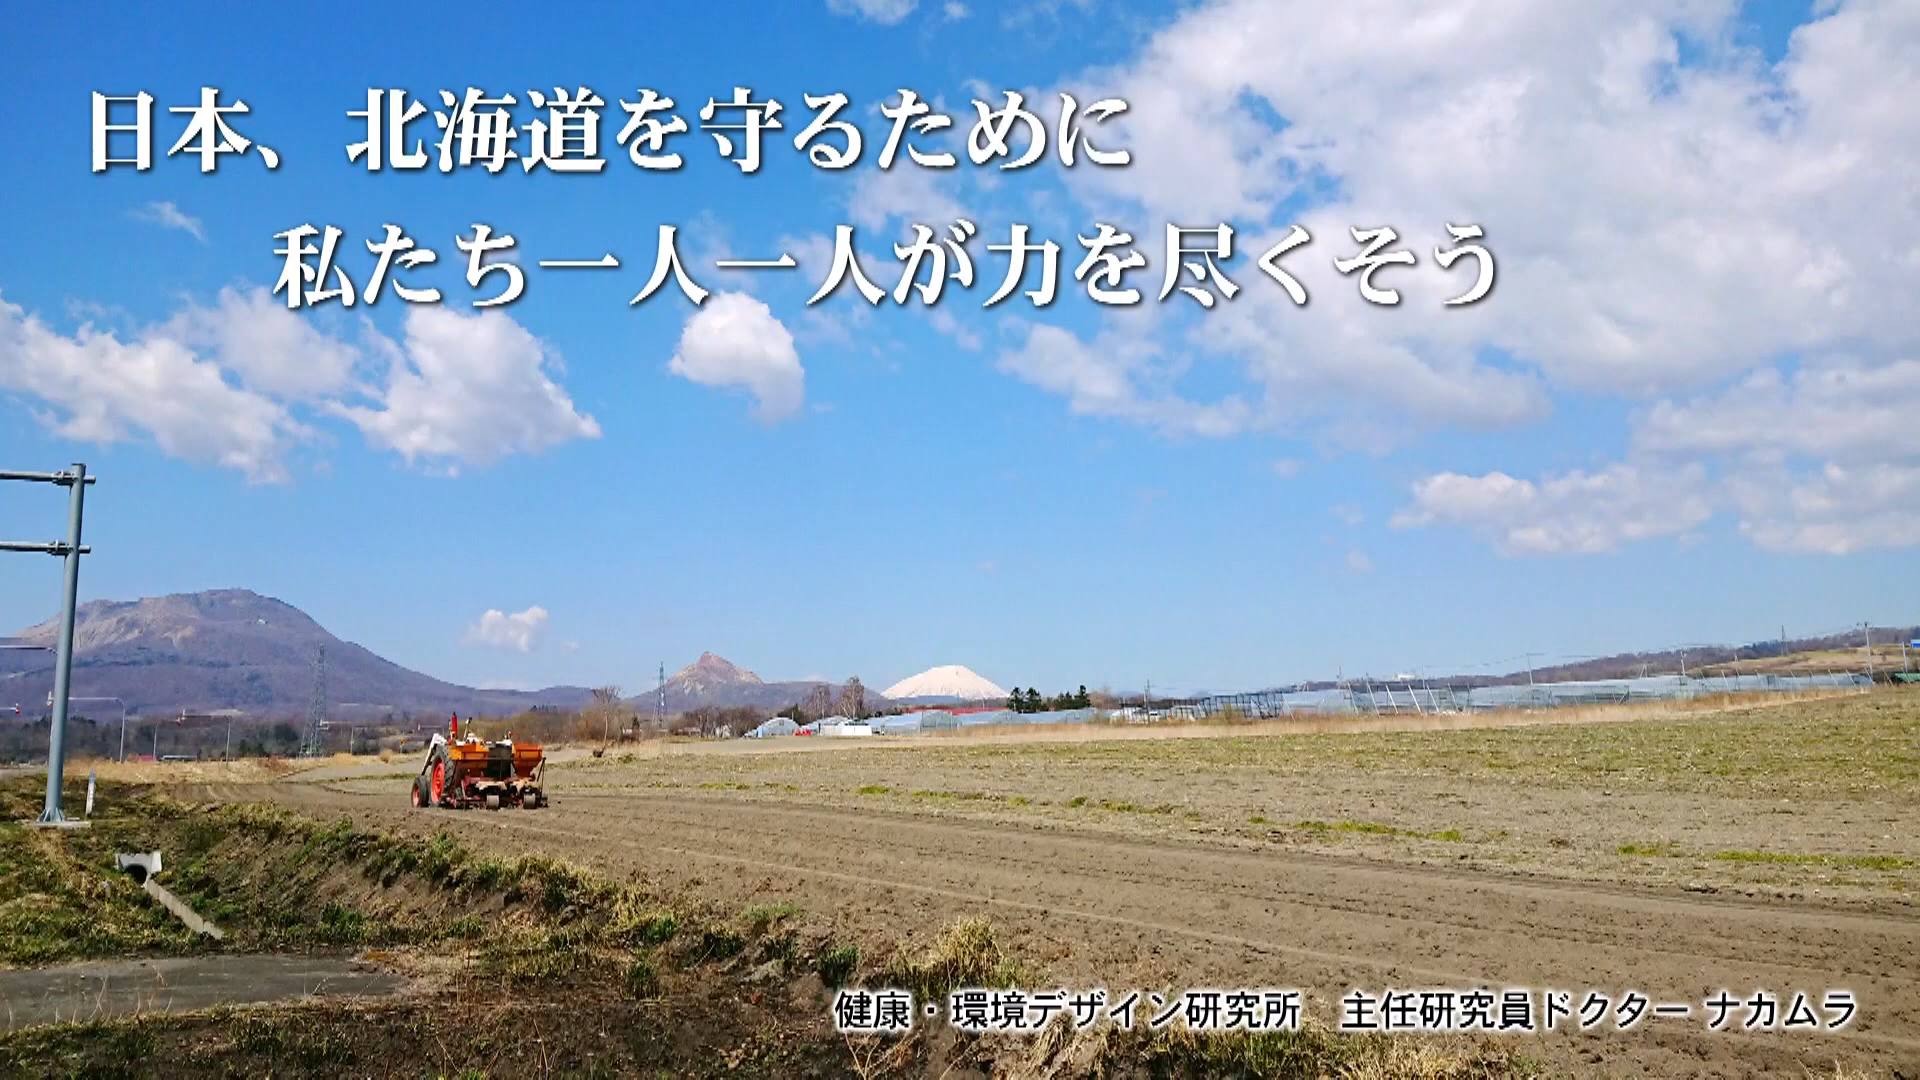 日本、北海道を守るために
私たち一人一人が力を尽くそう
健康・環境デザイン研究所　主任研究員ドクター ナカムラ